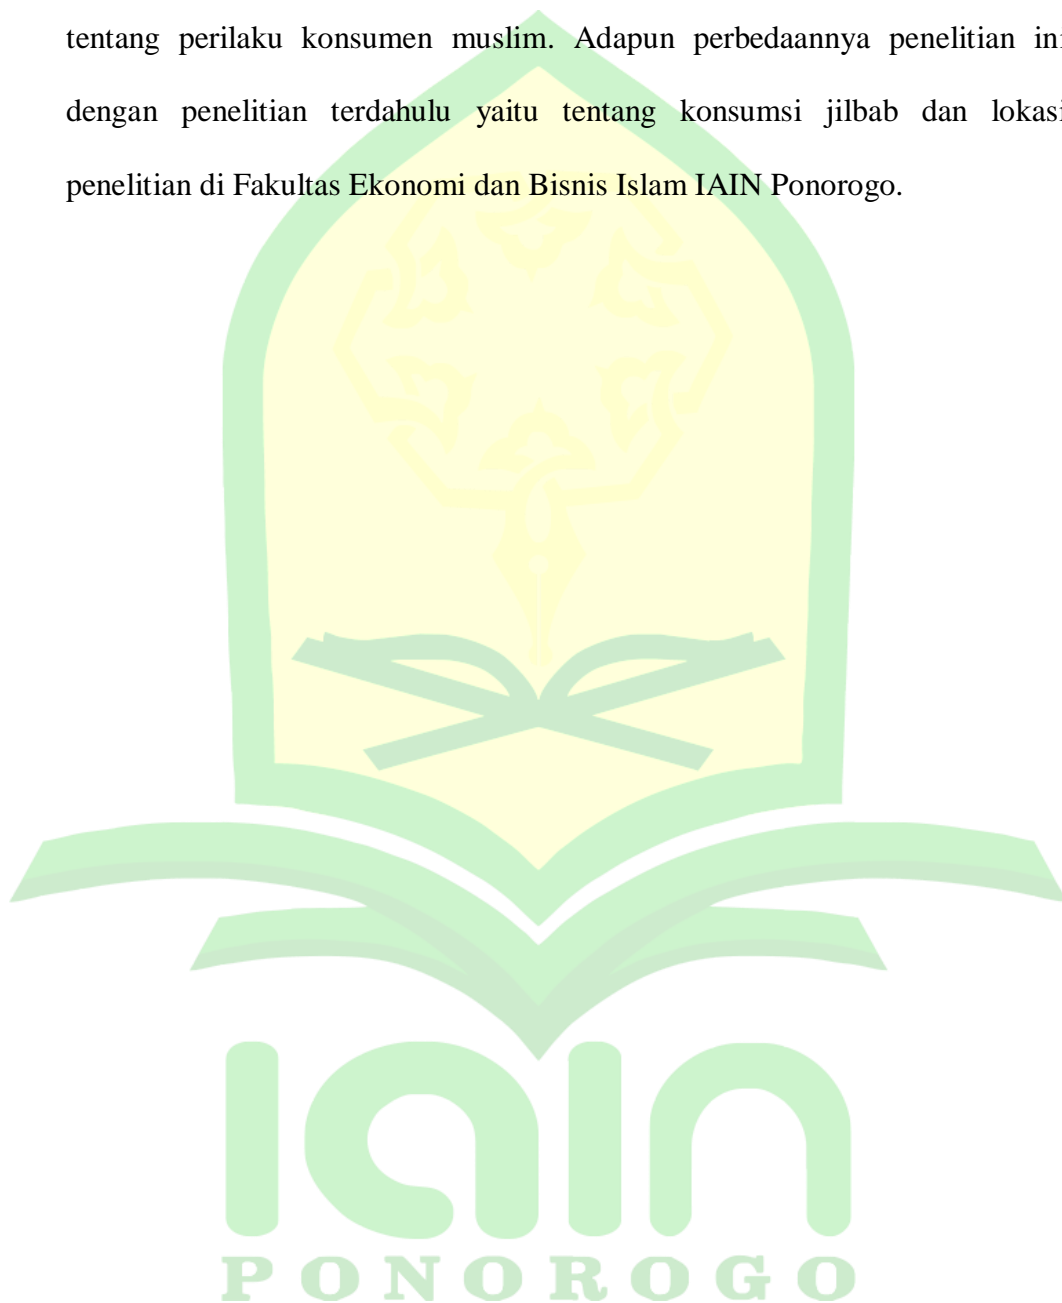 tentang perilaku konsumen muslim. Adapun perbedaannya penelitian ini
dengan penelitian terdahulu yaitu tentang konsumsi jilbab dan lokasi
penelitian di Fakultas Ekonomi dan Bisnis Islam IAIN Ponorogo.
iain
PONOROGO